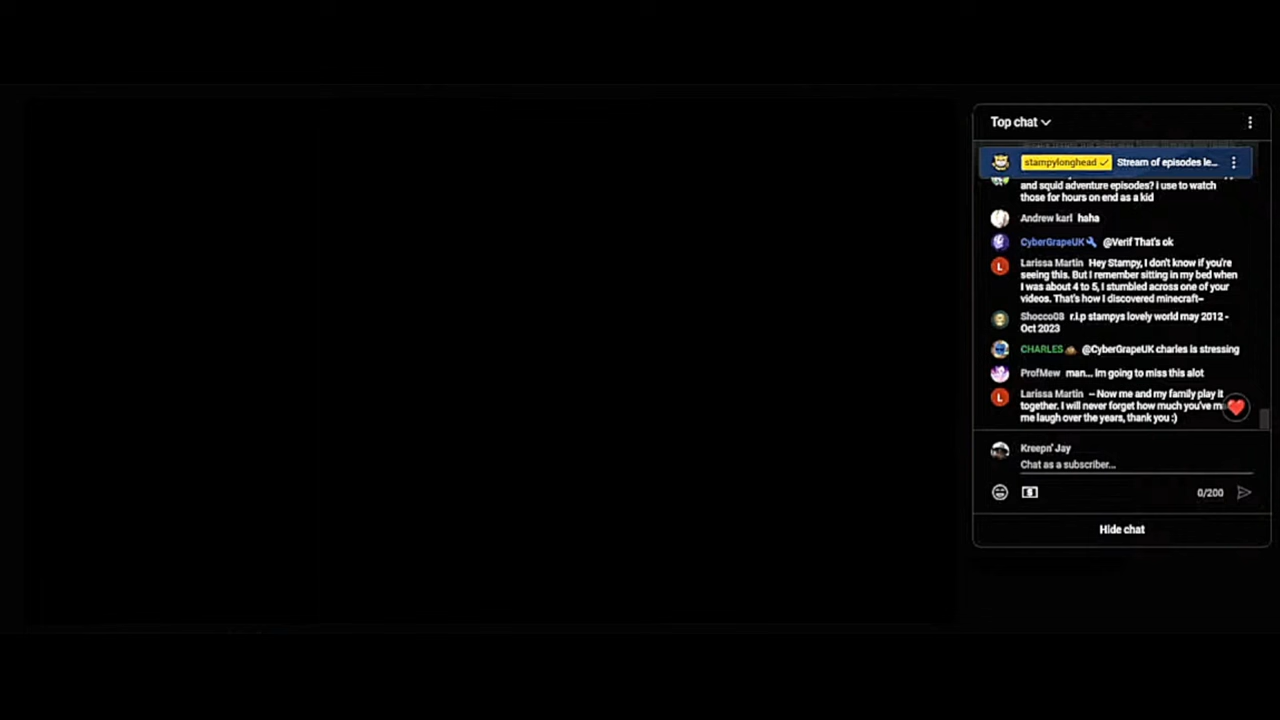 Top chat
stampylonghead Stream of episodes le...
and squid adventure episodes? i use to watch
those for hours on end as a kid
Andrew karl haha
CyberGrapeUK @Verif That's ok
Larissa Martin Hey Stampy, I don't know if you're
seeing this. But I remember sitting in my bed when
I was about 4 to 5, I stumbled across one of your
videos. That's how I discovered minecraft--
Shocco08 r.i.p stampys lovely world may 2012 -
Oct 2023
CHARLES @CyberGrapeUK charles is stressing
ProfMew man... Im going to miss this alot
Larissa Martin -- Now me and my family play it
together. I will never forget how much you've
me laugh over the years, thank you :)
Kreepn' Jay
Chat as a subscriber...
0/200
Hide chat